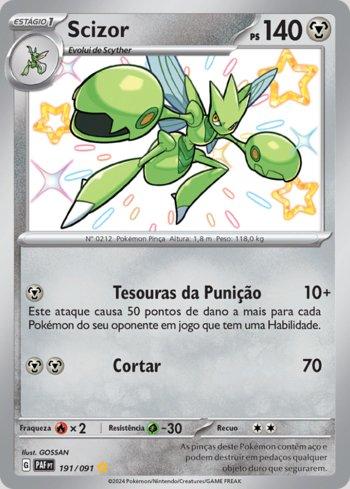 ESTÁGIO 1
Scizor
PS 140
Evolui de Scyther
Nº 0212 Pokémon Pinça Altura: 1,8 m Peso: 118,0 kg
Tesouras da Punição 10+
Este ataque causa 50 pontos de dano a mais para cada
Pokémon do seu oponente em jogo que tem uma Habilidade.
Cortar 70
Fraqueza x 2 Resistência -30 Recuo
Ilust. GOSSAN
G PAF PT 191/091
As pinças deste Pokémon contêm aço e
podem destruir em pedaços qualquer
objeto duro que segurarem.
©2024 Pokémon/Nintendo/Creatures/GAME FREAK